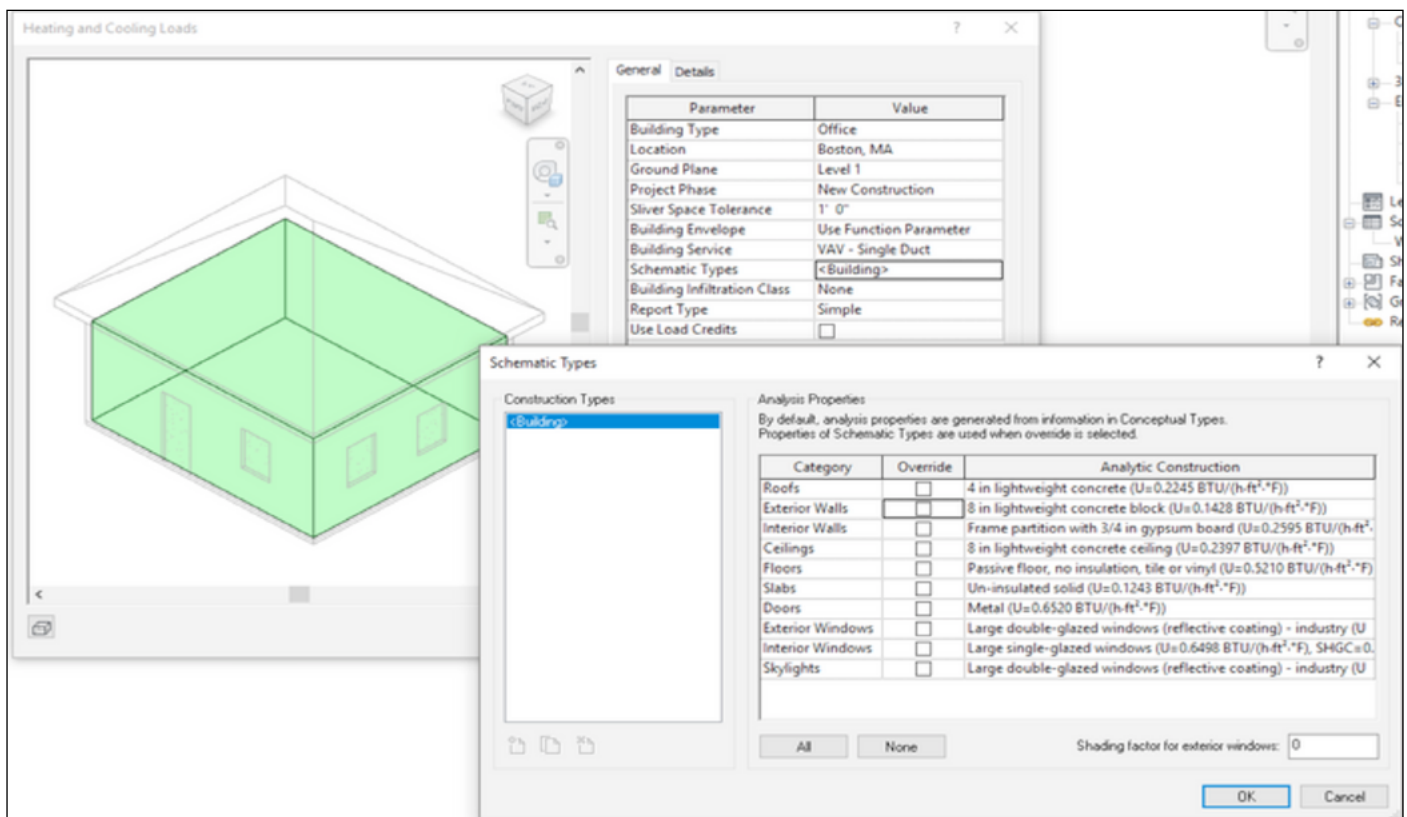 Heating and Cooling Loads
?
General Details
Parameter Value
Building Type Office
Location Boston, MA
Ground Plane Level 1
Project Phase New Construction
Sliver Space Tolerance 1' 0"
Building Envelope Use Function Parameter
Building Service VAV - Single Duct
Schematic Types <Building>
Building Infiltration Class None
Report Type Simple
Use Load Credits
Schematic Types
?
Construction Types
<Building>
Analysis Properties
By default, analysis properties are generated from information in Conceptual Types.
Properties of Schematic Types are used when override is selected.
Category Override Analytic Construction
Roofs 4 in lightweight concrete (U=0.2245 BTU/(h·ft²·°F))
Exterior Walls 8 in lightweight concrete block (U=0.1428 BTU/(h·ft²·°F))
Interior Walls Frame partition with 3/4 in gypsum board (U=0.2595 BTU/(h·ft²·
Ceilings 8 in lightweight concrete ceiling (U=0.2397 BTU/(h·ft²·°F))
Floors Passive floor, no insulation, tile or vinyl (U=0.5210 BTU/(h·ft²·°F)
Slabs Un-insulated solid (U=0.1243 BTU/(h·ft²·°F))
Doors Metal (U=0.6520 BTU/(h·ft²·°F))
Exterior Windows Large double-glazed windows (reflective coating) - industry (U
Interior Windows Large single-glazed windows (U=0.6498 BTU/(h·ft²·°F), SHGC=0.
Skylights Large double-glazed windows (reflective coating) - industry (U
All None Shading factor for exterior windows: 0
OK Cancel